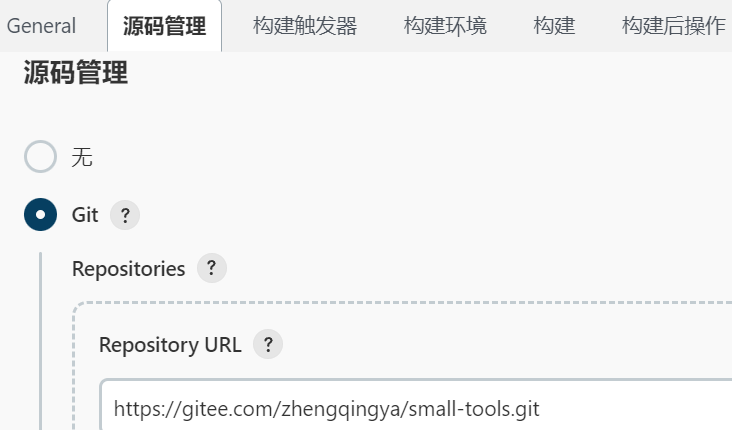 General 源码管理 构建触发器 构建环境 构建 构建后操作
源码管理
无
Git ?
Repositories ?
Repository URL ?
https://gitee.com/zhengqingya/small-tools.git